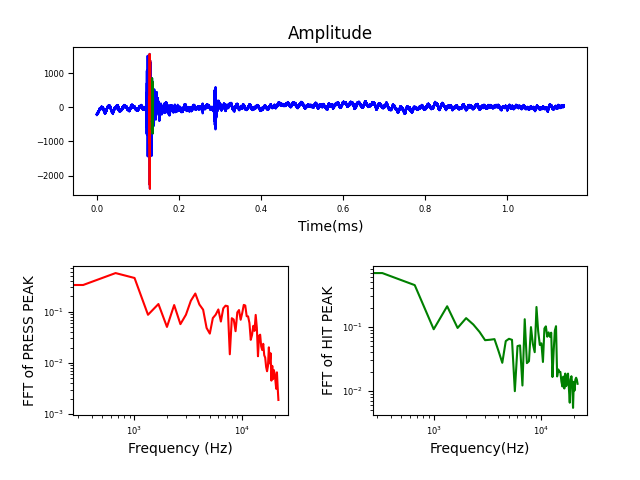 Amplitude
1000
0
−1000
−2000
0.0 0.2 0.4 0.6 0.8 1.0
Time(ms)
FFT of PRESS PEAK
10⁻¹
10⁻²
10⁻³
10³ 10⁴
Frequency (Hz)
FFT of HIT PEAK
10⁻¹
10⁻²
10³ 10⁴
Frequency(Hz)